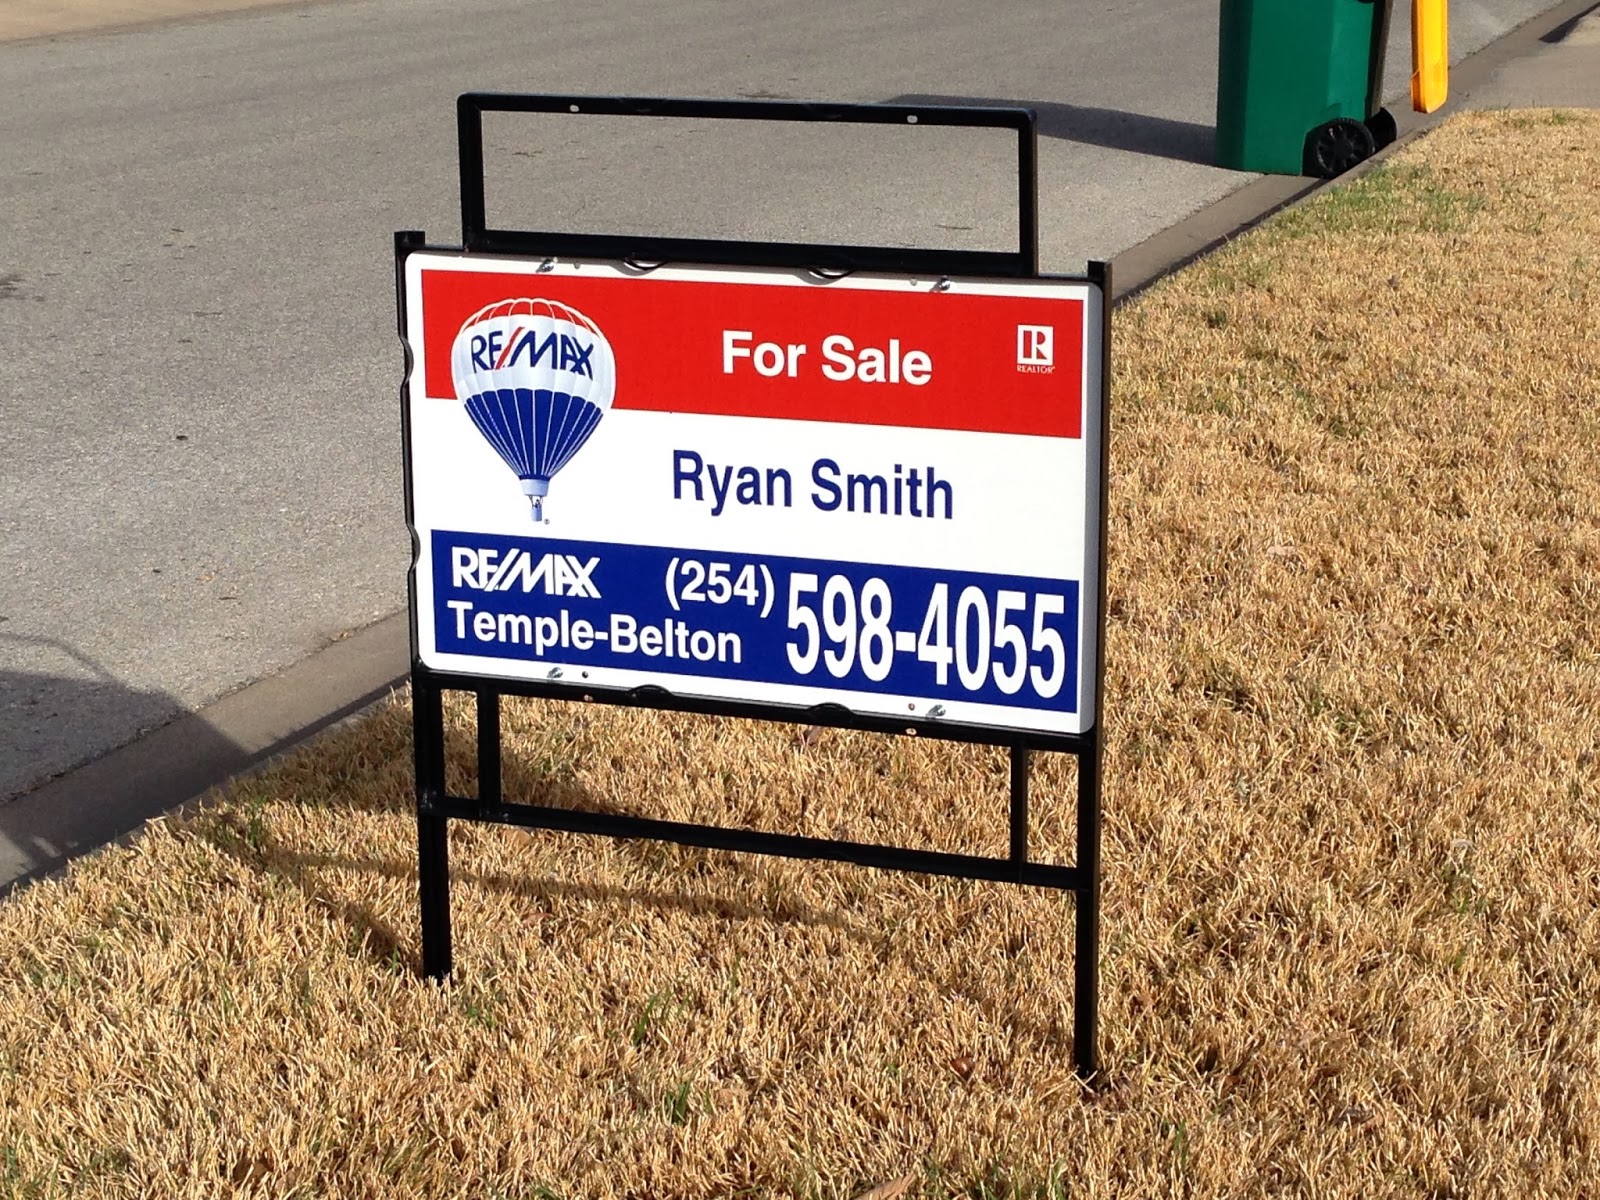 RE/MAX
For Sale
R
REALTOR®
Ryan Smith
RE/MAX
Temple-Belton
(254) 598-4055